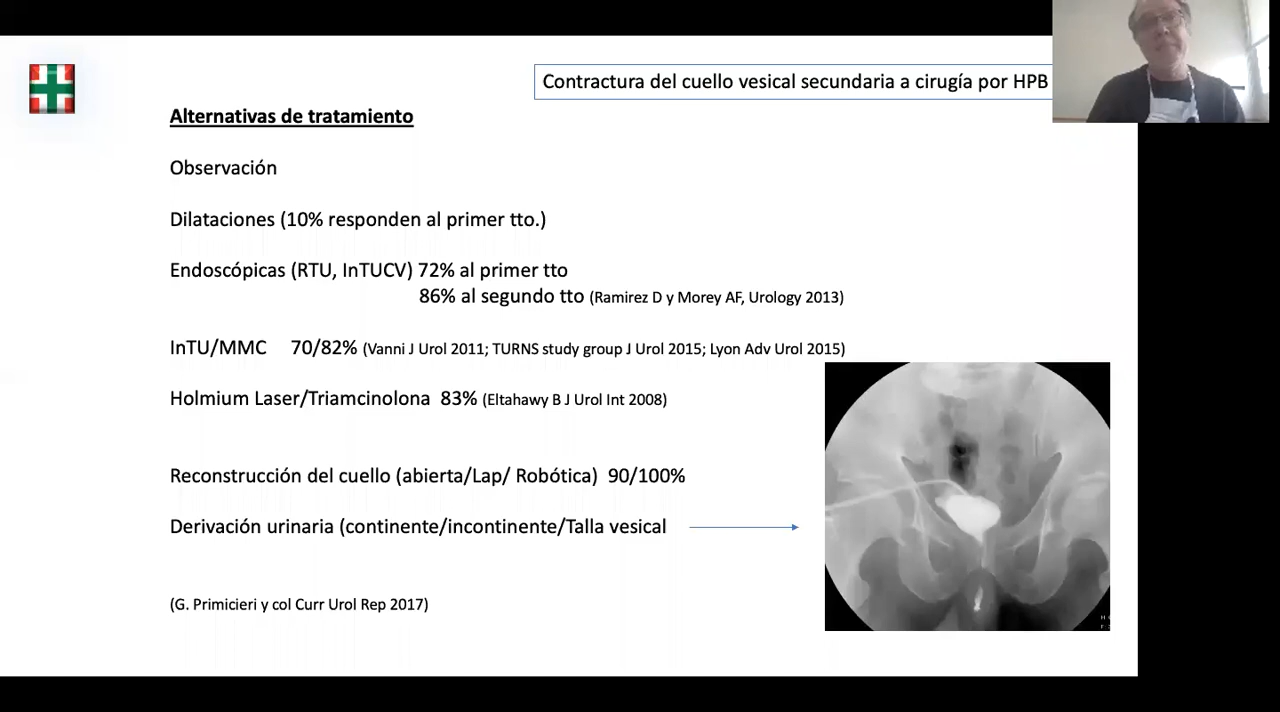 Contractura del cuello vesical secundaria a cirugía por HPB
Alternativas de tratamiento
Observación
Dilataciones (10% responden al primer tto.)
Endoscópicas (RTU, InTUCV) 72% al primer tto
86% al segundo tto (Ramirez D y Morey AF, Urology 2013)
InTU/MMC 70/82% (Vanni J Urol 2011; TURNS study group J Urol 2015; Lyon Adv Urol 2015)
Holmium Laser/Triamcinolona 83% (Eltahawy B J Urol Int 2008)
Reconstrucción del cuello (abierta/Lap/ Robótica) 90/100%
Derivación urinaria (continente/incontinente/Talla vesical
(G. Primicieri y col Curr Urol Rep 2017)